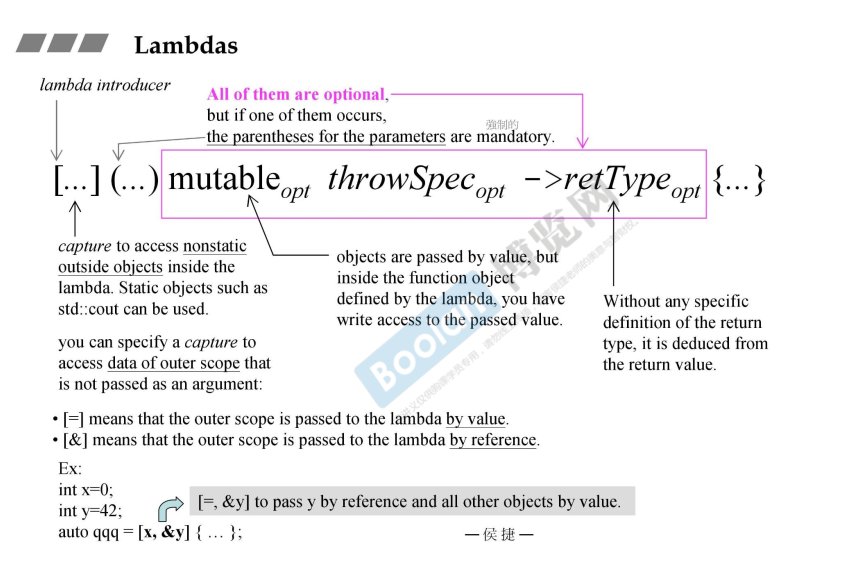 Lambdas
lambda introducer
All of them are optional,
but if one of them occurs,
強制的
the parentheses for the parameters are mandatory.
[...] (...) mutable opt throwSpec opt ->retType opt {...}
capture to access nonstatic
outside objects inside the
lambda. Static objects such as
std::cout can be used.
objects are passed by value, but
inside the function object
defined by the lambda, you have
write access to the passed value.
Without any specific
definition of the return
type, it is deduced from
the return value.
you can specify a capture to
access data of outer scope that
is not passed as an argument:
• [=] means that the outer scope is passed to the lambda by value.
• [&] means that the outer scope is passed to the lambda by reference.
Ex:
int x=0;
int y=42;
auto qqq = [x, &y] { … };
[=, &y] to pass y by reference and all other objects by value.
— 侯 捷 —
Boolan 博览网